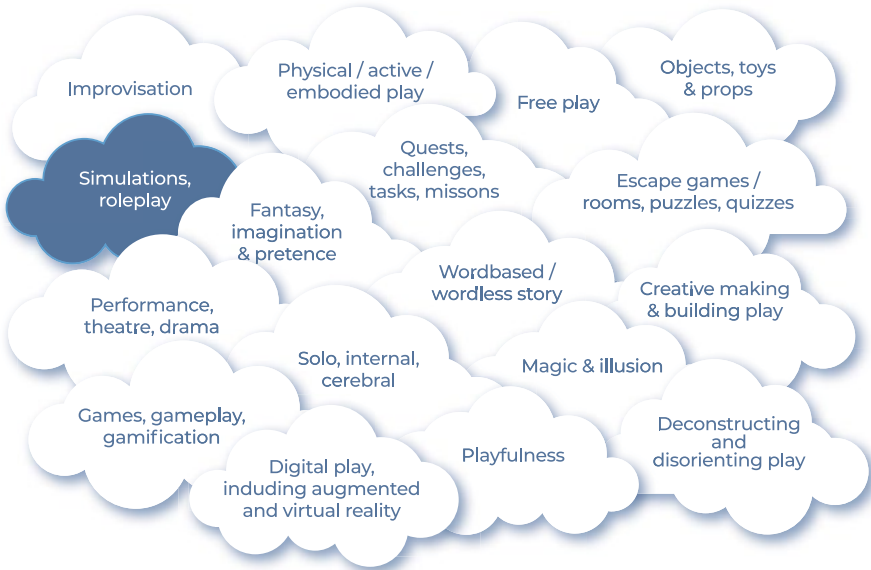 Improvisation
Physical / active /
embodied play
Free play
Objects, toys
& props
Simulations,
roleplay
Quests,
challenges,
tasks, missons
Escape games /
rooms, puzzles, quizzes
Fantasy,
imagination
& pretence
Wordbased /
wordless story
Creative making
& building play
Performance,
theatre, drama
Solo, internal,
cerebral
Magic & illusion
Games, gameplay,
gamification
Digital play,
induding augmented
and virtual reality
Playfulness
Deconstructing
and
disorienting play